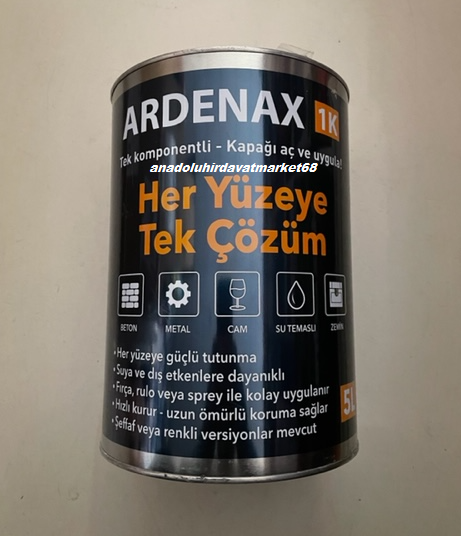 ARDENAX 1K
Tek komponentli - Kapağı aç ve uygula!
anadoluhirdavatmarket68
Her Yüzeye
Tek Çözüm
BETON METAL CAM SU TEMASLI ZEMİN
• Her yüzeye güçlü tutunma
• Suya ve dış etkenlere dayanıklı
• Fırça, rulo veya sprey ile kolay uygulanır
• Hızlı kurur - uzun ömürlü koruma sağlar
• Şeffaf veya renkli versiyonlar mevcut
5L